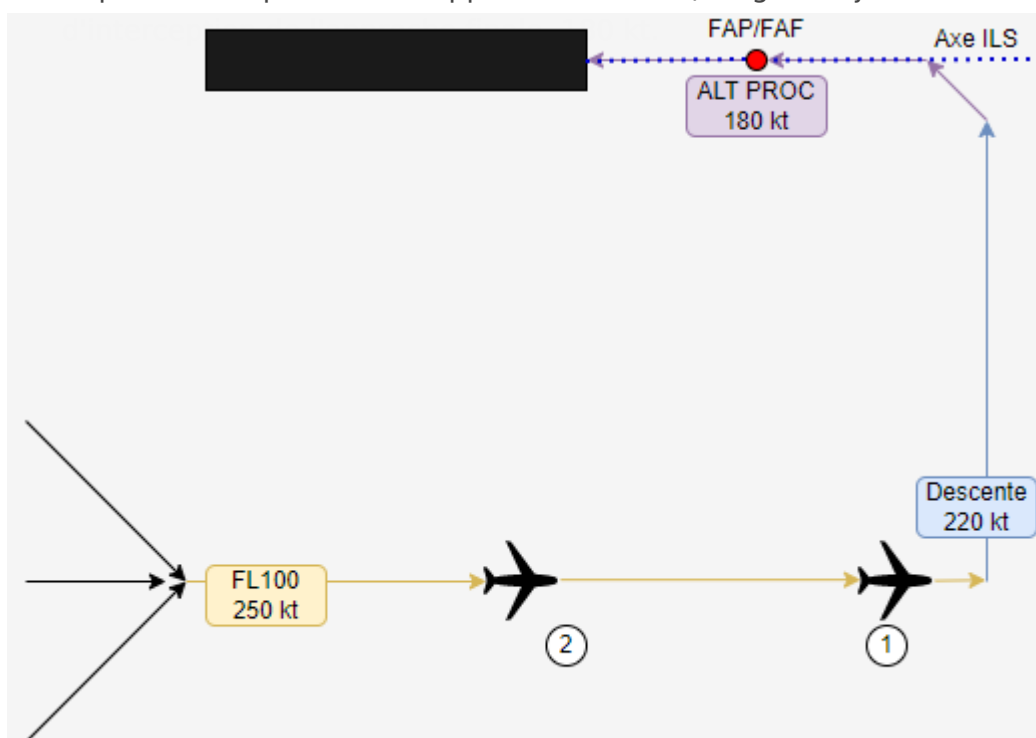 FAP/FAF
Axe ILS
ALT PROC
180 kt
Descente
220 kt
FL100
250 kt
2
1